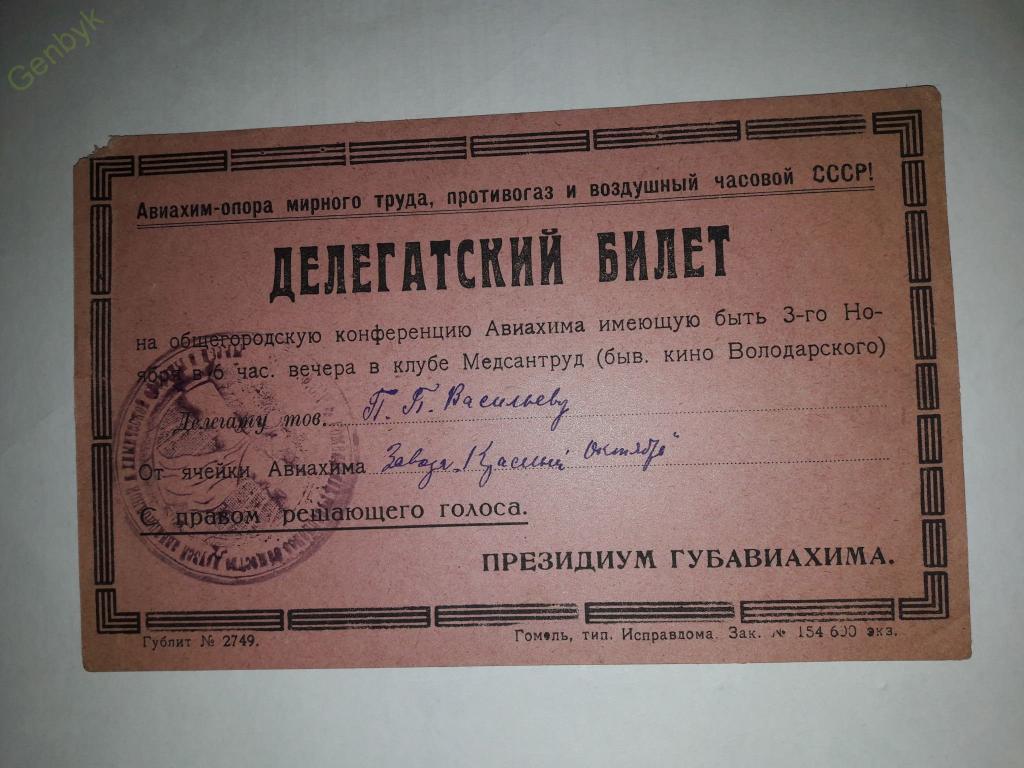 Genbyk
Авиахим-опора мирного труда, противогаз и воздушный часовой СССР!
ДЕЛЕГАТСКИЙ БИЛЕТ
на общегородскую конференцию Авиахима имеющую быть 3-го Но-
ября в 6 час. вечера в клубе Медсантруд (быв. кино Володарского)
Делегату тов. П. П. Васильеву
От ячейки Авиахима Завода „Красный Октябрь"
С правом решающего голоса.
ПРЕЗИДИУМ ГУБАВИАХИМА.
Гублит № 2749.
Гомель, тип. Исправдома. Зак. № 154 600 экз.